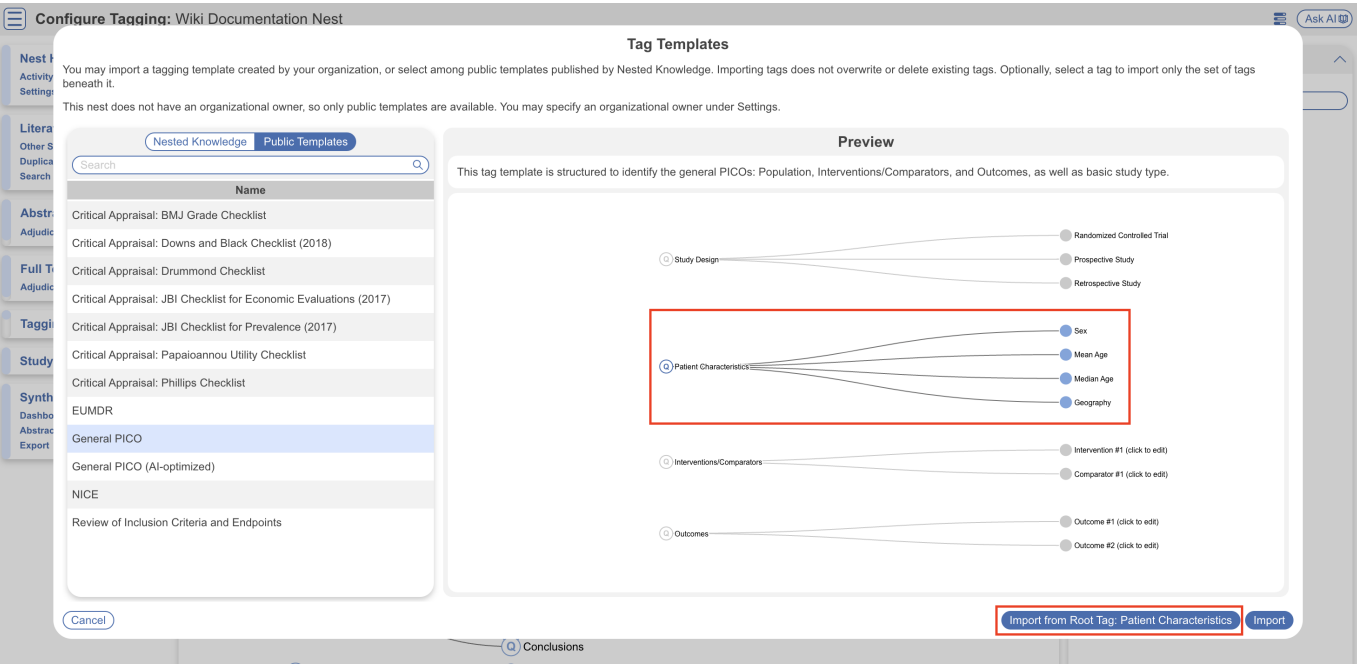 Configure Tagging: Wiki Documentation Nest
Ask AI
Tag Templates
You may import a tagging template created by your organization, or select among public templates published by Nested Knowledge. Importing tags does not overwrite or delete existing tags. Optionally, select a tag to import only the set of tags
beneath it.
This nest does not have an organizational owner, so only public templates are available. You may specify an organizational owner under Settings.
Nest
Activity
Settings
Other S
Search
Study
Export
Nested Knowledge
Public Templates
Search
Name
Critical Appraisal: BMJ Grade Checklist
Critical Appraisal: Downs and Black Checklist (2018)
Critical Appraisal: Drummond Checklist
Critical Appraisal: JBI Checklist for Economic Evaluations (2017)
Critical Appraisal: JBI Checklist for Prevalence (2017)
Critical Appraisal: Papaioannou Utility Checklist
Critical Appraisal: Phillips Checklist
EUMDR
General PICO
General PICO (AI-optimized)
NICE
Review of Inclusion Criteria and Endpoints
Preview
This tag template is structured to identify the general PICOs: Population, Interventions/Comparators, and Outcomes, as well as basic study type.
Q Study Design
Randomized Controlled Trial
Prospective Study
Retrospective Study
Q Patient Characteristics
Sex
Mean Age
Median Age
Geography
Q Interventions/Comparators
Intervention #1 (click to edit)
Comparator #1 (click to edit)
Q Outcomes
Outcome #1 (click to edit)
Outcome #2 (click to edit)
Cancel
Import from Root Tag: Patient Characteristics
Import
Q Conclusions